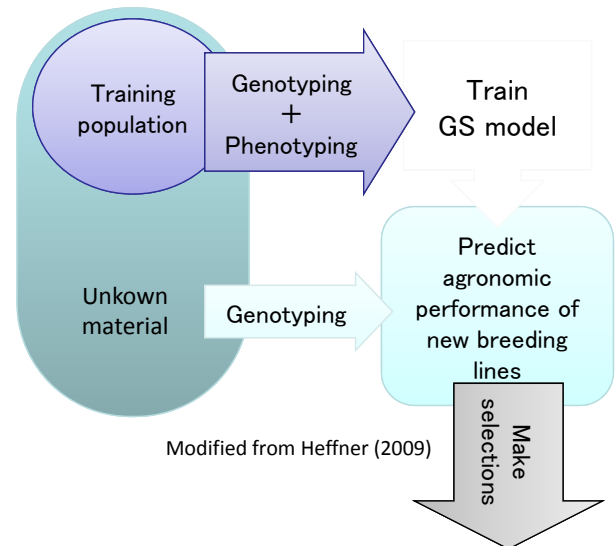 Training
population
Genotyping
+
Phenotyping
Train
GS model
Unkown
material
Genotyping
Predict
agronomic
performance of
new breeding
lines
Modified from Heffner (2009)
Make
selections